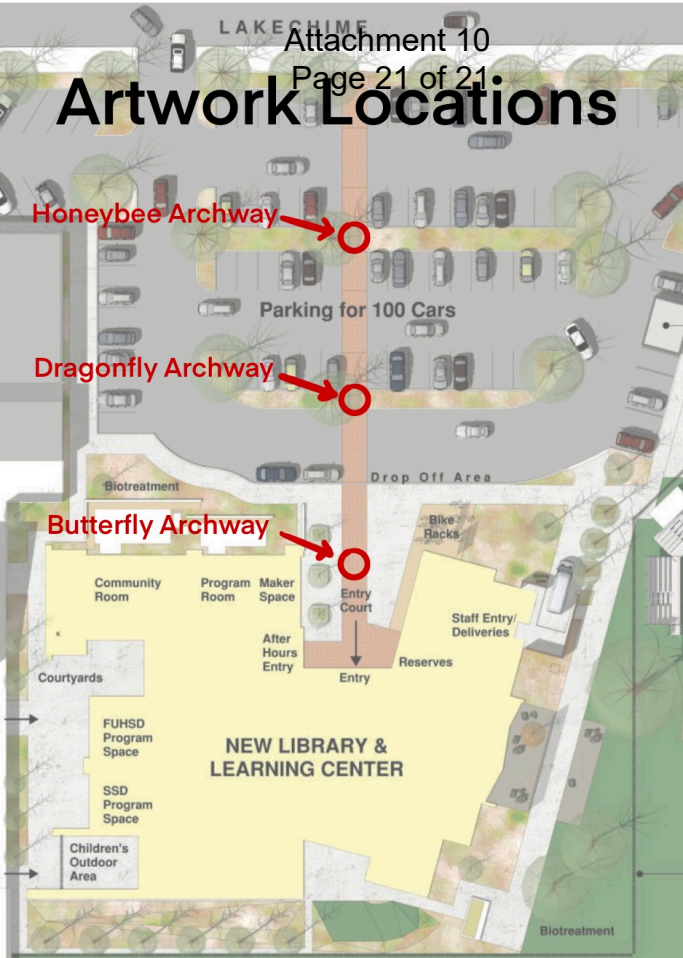 LAKECHIME
Attachment 10
Page 21 of 21
Artwork Locations
Honeybee Archway
Parking for 100 Cars
Dragonfly Archway
Drop Off Area
Biotreatment
Butterfly Archway
Bike
Racks
Community
Room
Program
Room
Maker
Space
Entry
Court
Staff Entry/
Deliveries
After
Hours
Entry
Reserves
Entry
K
Courtyards
FUHSD
Program
Space
NEW LIBRARY &
LEARNING CENTER
SSD
Program
Space
Children's
Outdoor
Area
Biotreatment